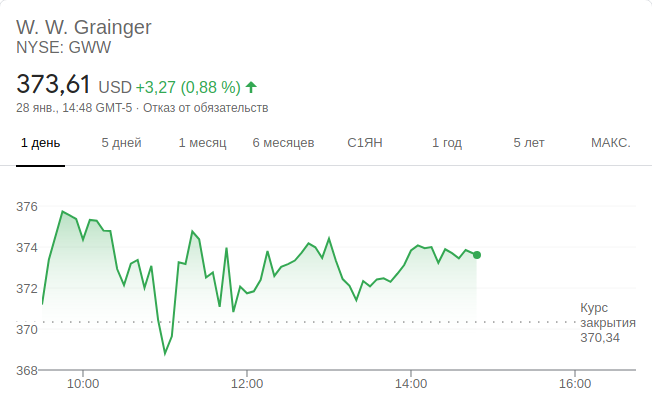 W. W. Grainger
NYSE: GWW
373,61 USD +3,27 (0,88 %)
28 янв., 14:48 GMT-5 · Отказ от обязательств
1 день 5 дней 1 месяц 6 месяцев С1ЯН 1 год 5 лет МАКС.
376
374
372
370
368
Курс
закрытия
370,34
10:00 12:00 14:00 16:00